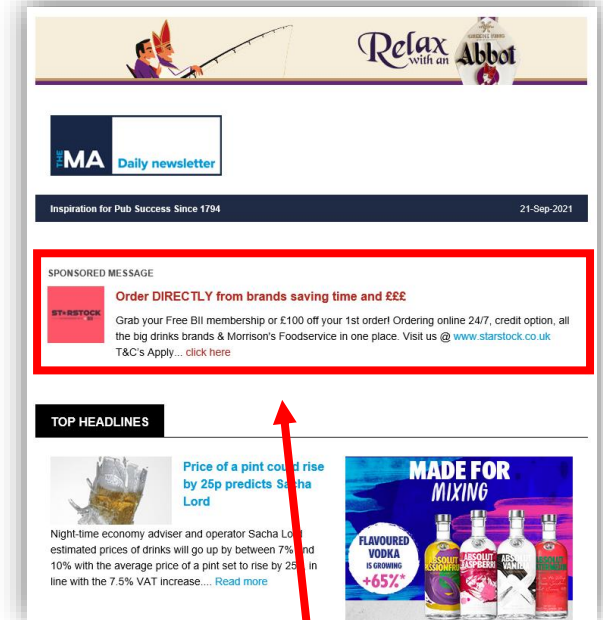 Relax
with an
Abbot
THE MA Daily newsletter
Inspiration for Pub Success Since 1794 21-Sep-2021
SPONSORED MESSAGE
ST★RSTOCK
Order DIRECTLY from brands saving time and £££
Grab your Free BII membership or £100 off your 1st order! Ordering online 24/7, credit option, all
the big drinks brands & Morrison's Foodservice in one place. Visit us @ www.starstock.co.uk
T&C's Apply... click here
TOP HEADLINES
Price of a pint could rise
by 25p predicts Sacha
Lord
Night-time economy adviser and operator Sacha Lord
estimated prices of drinks will go up by between 7% and
10% with the average price of a pint set to rise by 25p in
line with the 7.5% VAT increase.... Read more
MADE FOR
MIXING
FLAVOURED
VODKA
IS GROWING
+65%*
ABSOLUT
PASSIONFRUIT
ABSOLUT
RASPBERRI
ABSOLUT
VANILIA
ABSOLUT